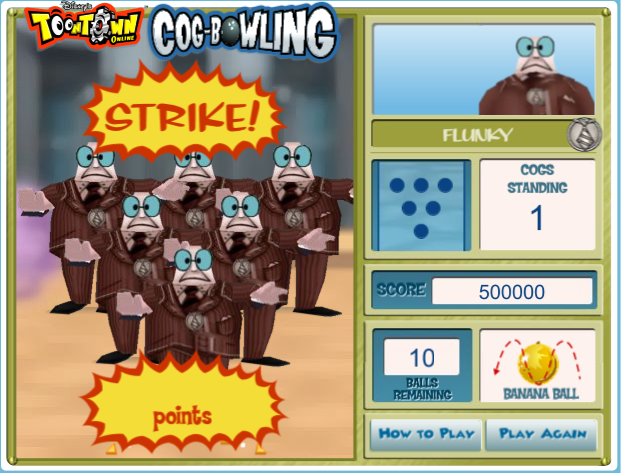 Disney's
TOONTOWN
ONLINE
COG-BOWLING
STRIKE!
FLUNKY
COGS
STANDING
1
SCORE 500000
10
BALLS
REMAINING
BANANA BALL
points
HOW TO PLAY
PLAY AGAIN